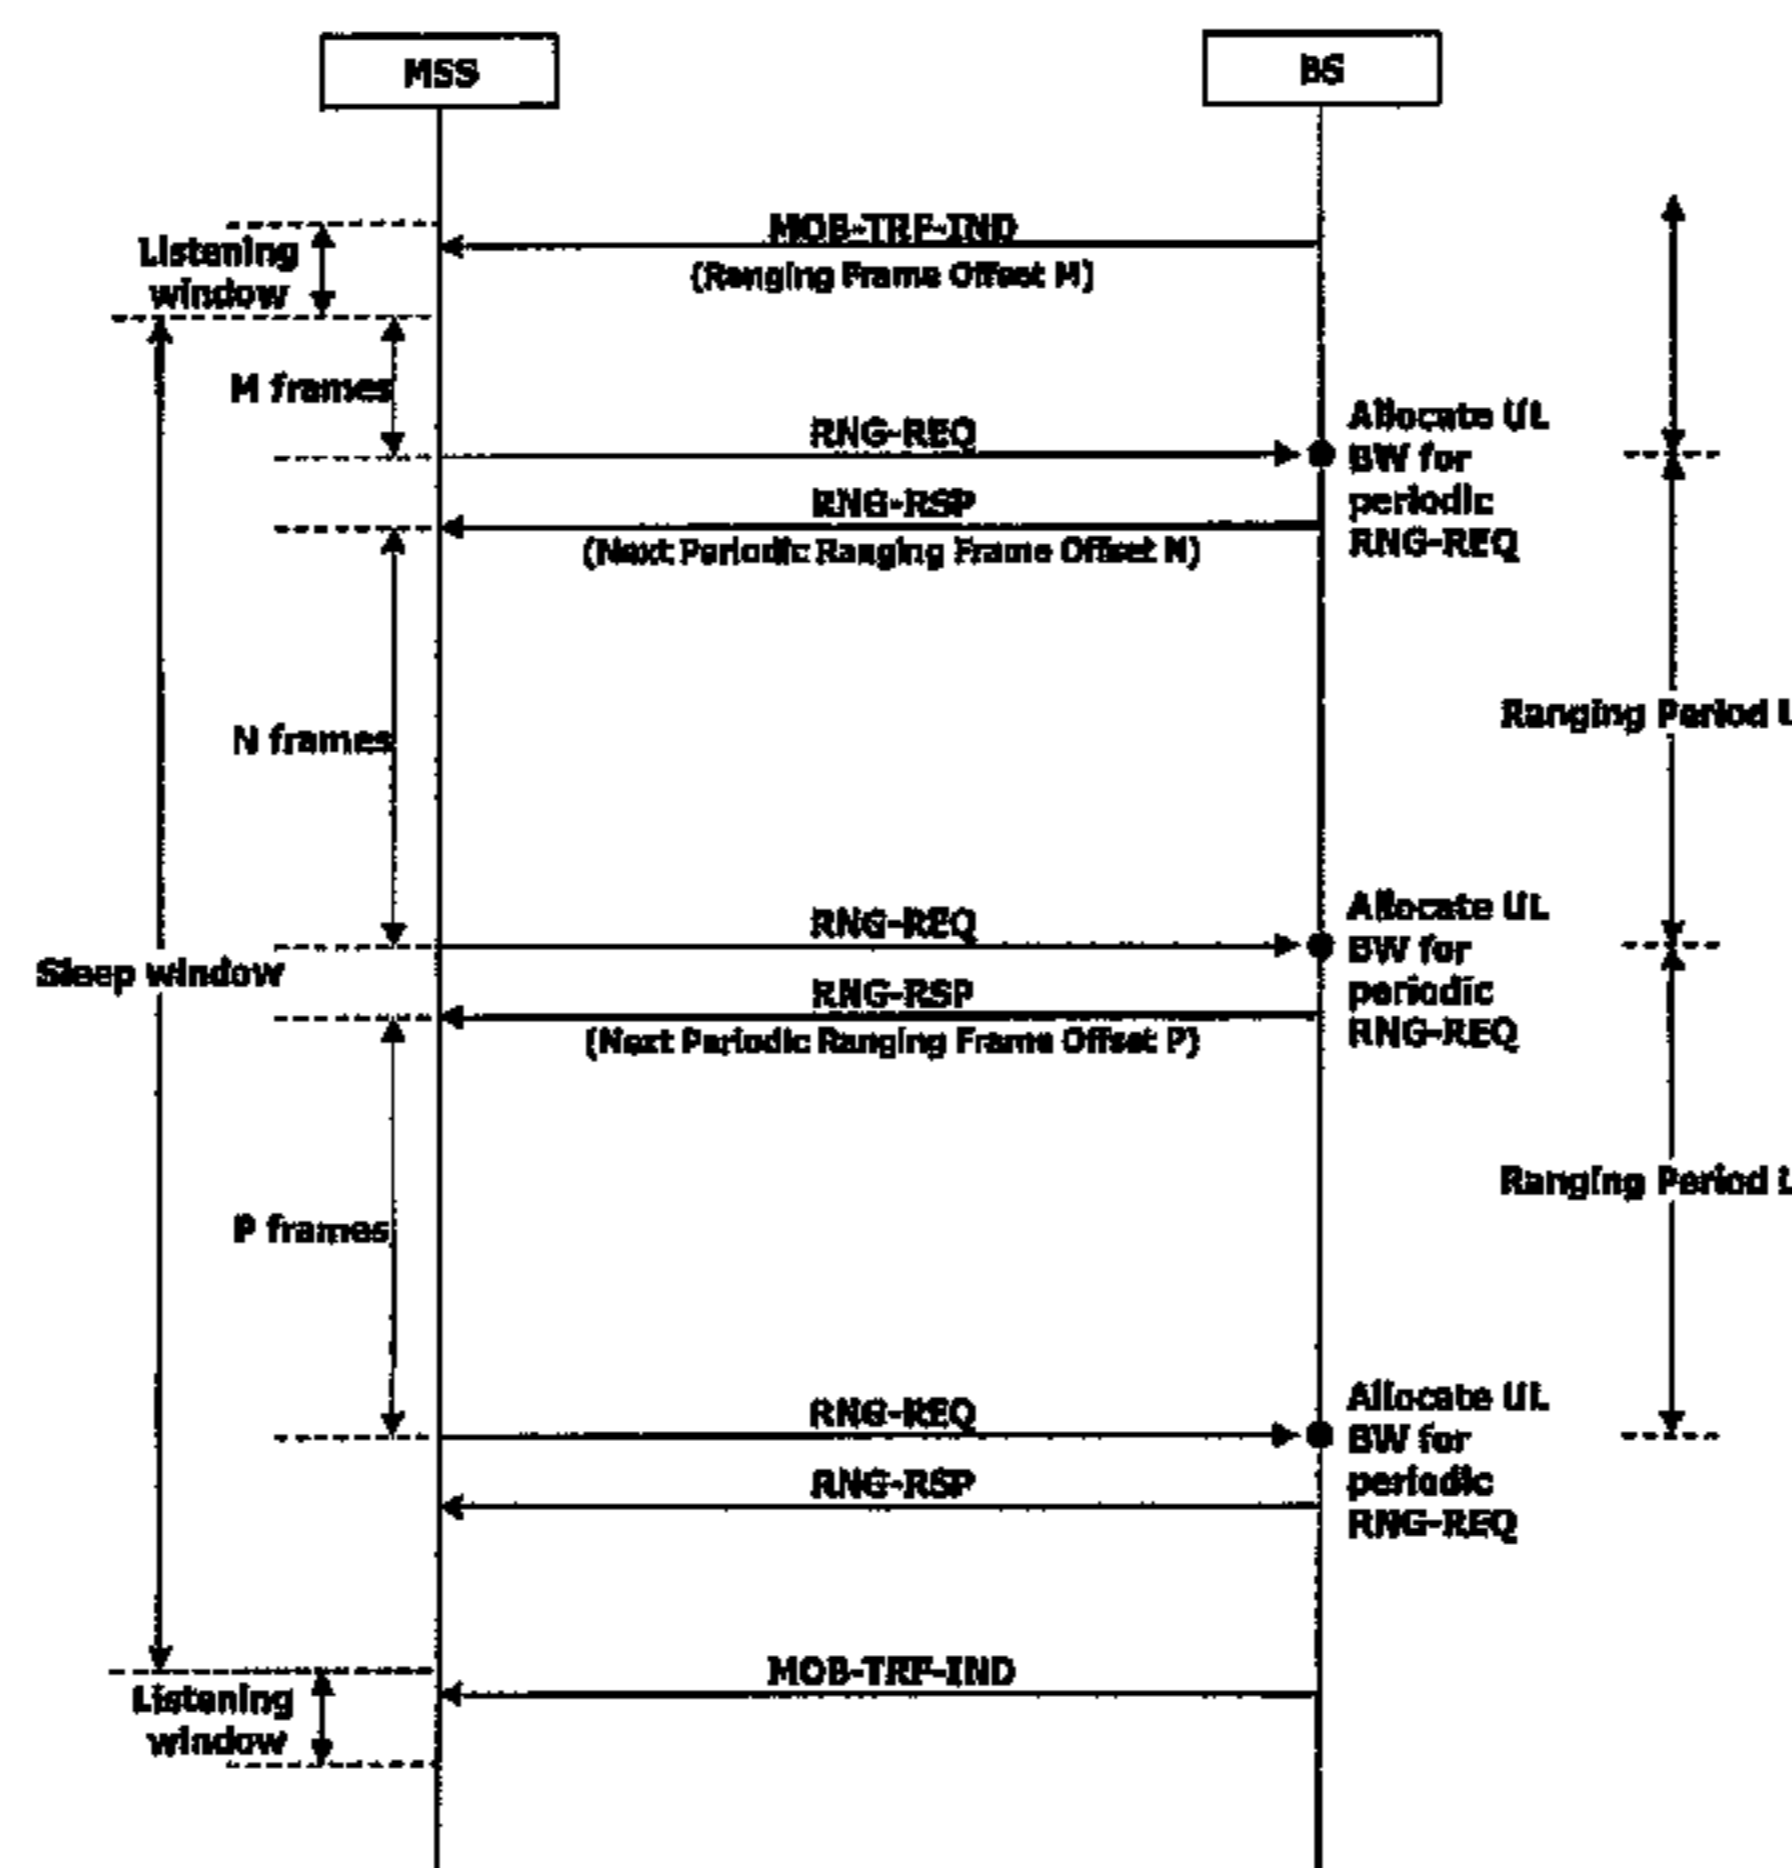 MSS
BS
MOB-TRF-IND
(Ranging Frame Offset M)
Listening
window
M frames
RNG-REQ
Allocate UL
BW for
periodic
RNG-REQ
RNG-RSP
(Next Periodic Ranging Frame Offset N)
N frames
Ranging Period
RNG-REQ
Allocate UL
BW for
periodic
RNG-REQ
Sleep window
RNG-RSP
(Next Periodic Ranging Frame Offset P)
Ranging Period
P frames
RNG-REQ
Allocate UL
BW for
periodic
RNG-REQ
RNG-RSP
MOB-TRF-IND
Listening
window